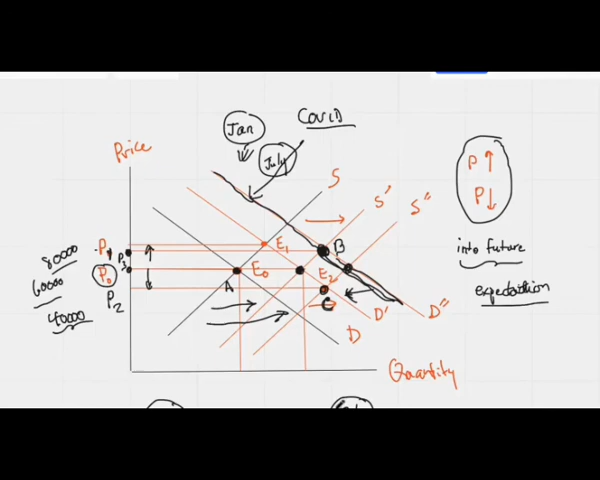 Covid
Jan
July
Price
S
S'
S"
P ↑
P ↓
into future
expectation
80000
60000
40000
P1
P3
P0
P2
E1
B
E0
E2
A
C
D
D'
D"
Quantity